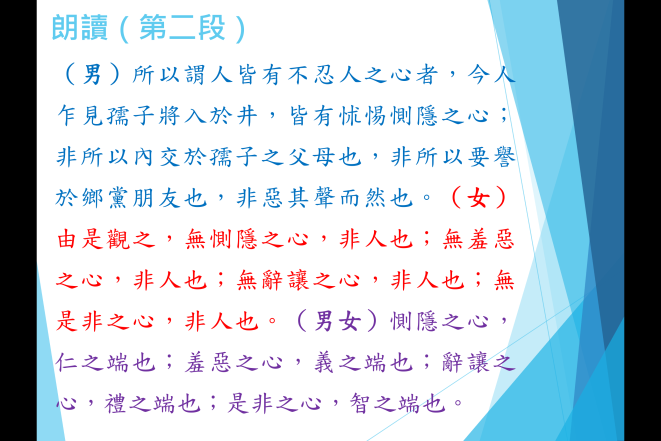 朗讀（第二段）
（男）所以謂人皆有不忍人之心者，今人
乍見孺子將入於井，皆有怵惕惻隱之心；
非所以內交於孺子之父母也，非所以要譽
於鄉黨朋友也，非惡其聲而然也。（女）
由是觀之，無惻隱之心，非人也；無羞惡
之心，非人也；無辭讓之心，非人也；無
是非之心，非人也。（男女）惻隱之心，
仁之端也；羞惡之心，義之端也；辭讓之
心，禮之端也；是非之心，智之端也。